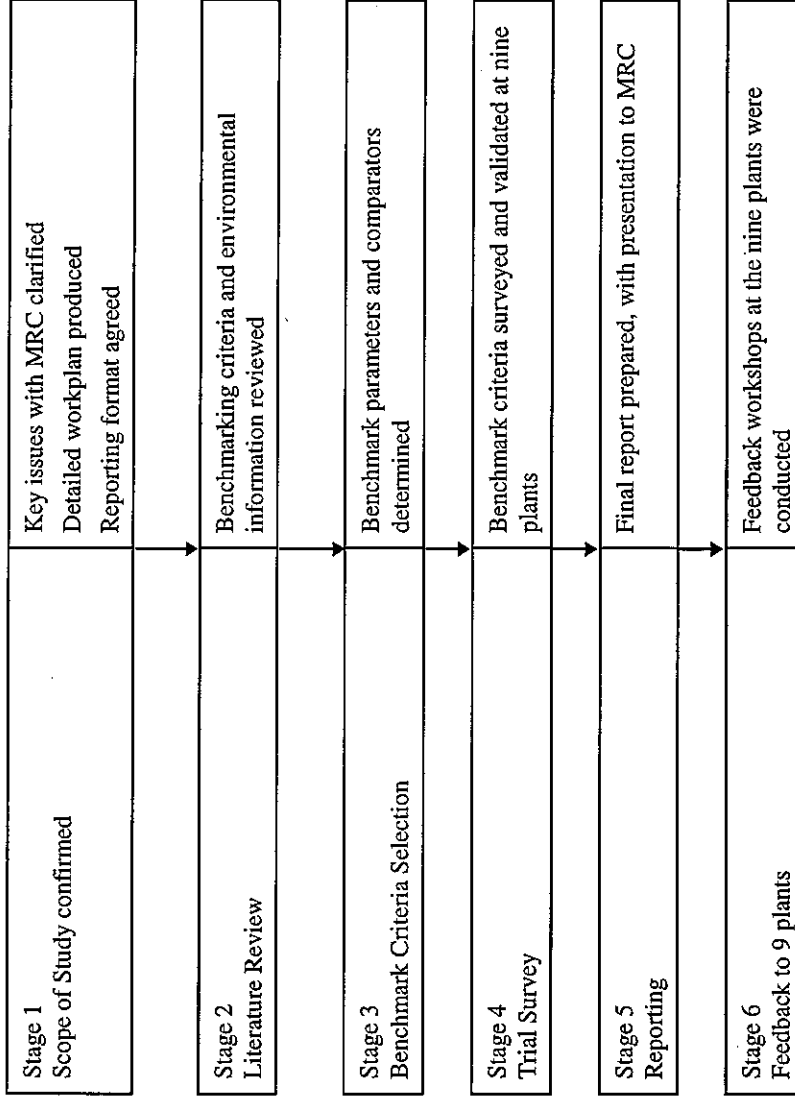 Stage 1
Scope of Study confirmed
Key issues with MRC clarified
Detailed workplan produced
Reporting format agreed
Stage 2
Literature Review
Benchmarking criteria and environmental
information reviewed
Stage 3
Benchmark Criteria Selection
Benchmark parameters and comparators
determined
Stage 4
Trial Survey
Benchmark criteria surveyed and validated at nine
plants
Stage 5
Reporting
Final report prepared, with presentation to MRC
Stage 6
Feedback to 9 plants
Feedback workshops at the nine plants were
conducted